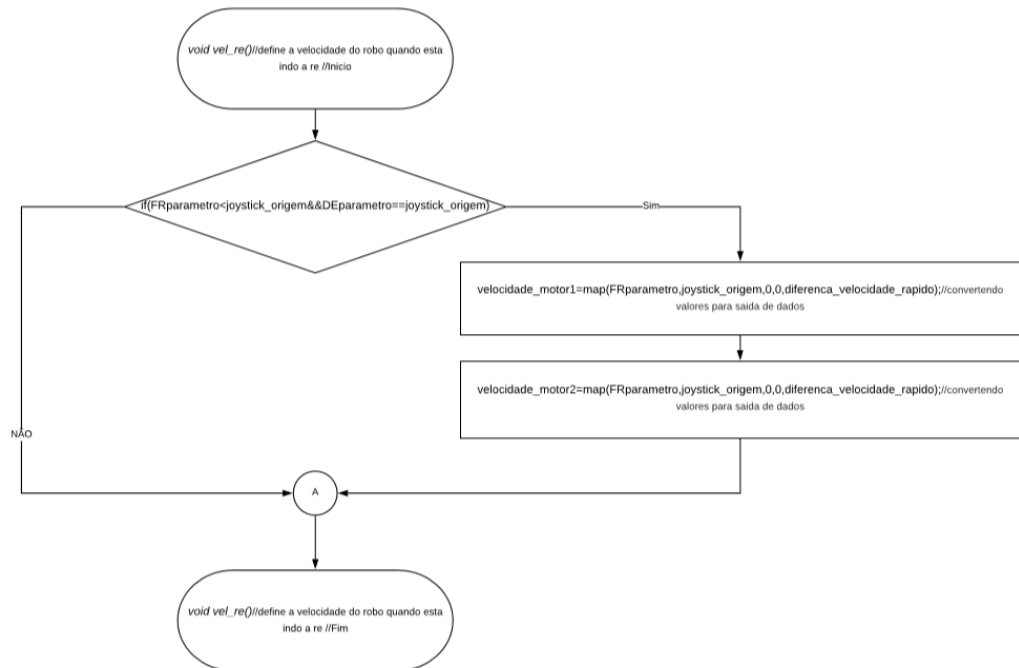 void vel_re()//define a velocidade do robo quando esta
indo a re //Inicio
if(FRparametro<joystick_origem&&DEparametro==joystick_origem)
Sim
velocidade_motor1=map(FRparametro,joystick_origem,0,0,diferenca_velocidade_rapido);//convertendo
valores para saida de dados
velocidade_motor2=map(FRparametro,joystick_origem,0,0,diferenca_velocidade_rapido);//convertendo
valores para saida de dados
NÃO
A
void vel_re()//define a velocidade do robo quando esta
indo a re //Fim